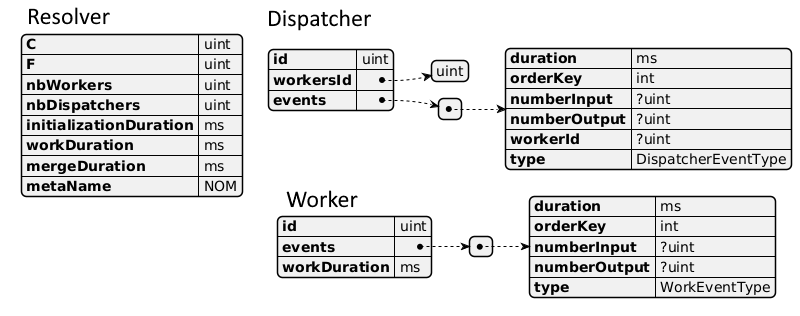 Resolver
C uint
F uint
nbWorkers uint
nbDispatchers uint
initializationDuration ms
workDuration ms
mergeDuration ms
metaName NOM
Dispatcher
id uint
workersId
events
uint
duration ms
orderKey int
numberInput ?uint
numberOutput ?uint
workerId ?uint
type DispatcherEventType
Worker
id uint
events
workDuration ms
duration ms
orderKey int
numberInput ?uint
numberOutput ?uint
type WorkEventType